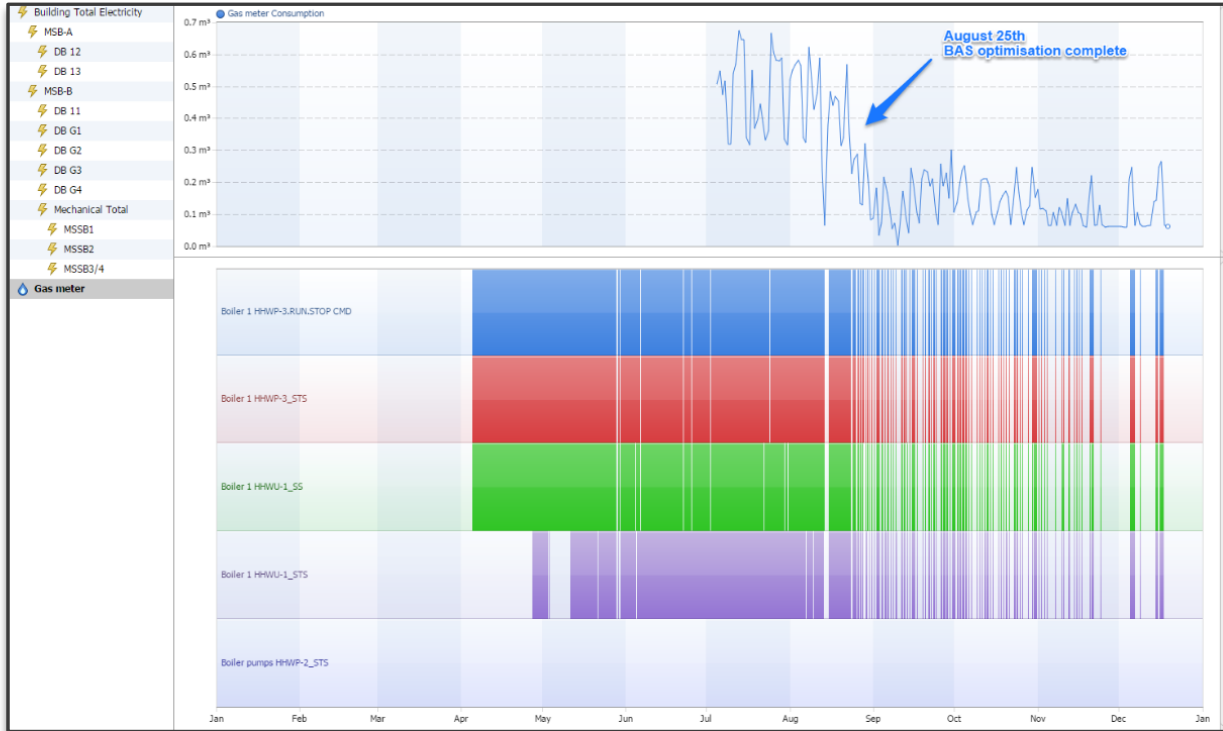 Building Total Electricity
MSB-A
DB 12
DB 13
MSB-B
DB 11
DB G1
DB G2
DB G3
DB G4
Mechanical Total
MSSB1
MSSB2
MSSB3/4
Gas meter
Gas meter Consumption
0.7 m³
0.6 m³
0.5 m³
0.4 m³
0.3 m³
0.2 m³
0.1 m³
0.0 m³
August 25th
BAS optimisation complete
Boiler 1 HHWP-3.RUN.STOP CMD
Boiler 1 HHWP-3_STS
Boiler 1 HHWU-1_SS
Boiler 1 HHWU-1_STS
Boiler pumps HHWP-2_STS
Jan Feb Mar Apr May Jun Jul Aug Sep Oct Nov Dec Jan